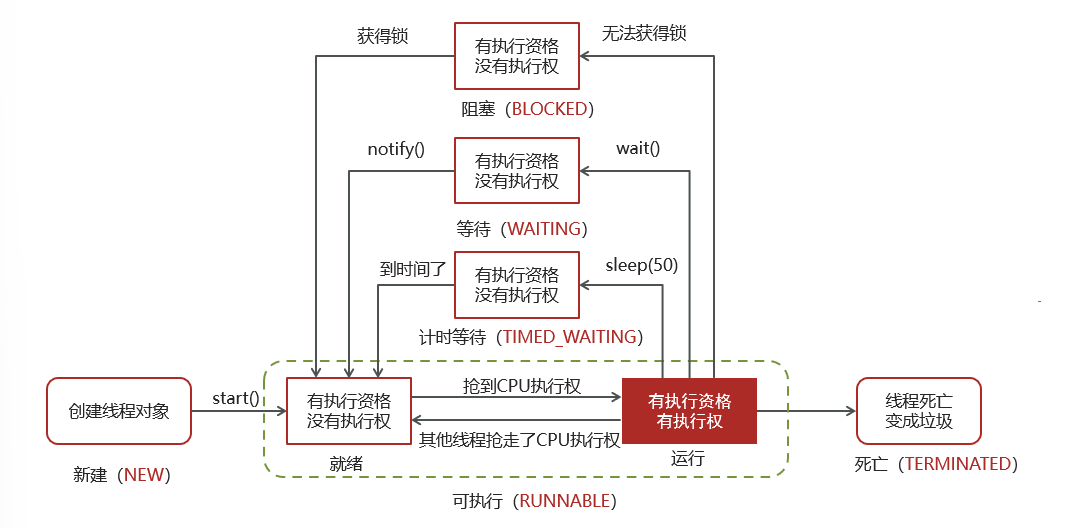 获得锁
有执行资格
没有执行权
无法获得锁
阻塞（BLOCKED）
notify()
有执行资格
没有执行权
wait()
等待（WAITING）
到时间了
有执行资格
没有执行权
sleep(50)
计时等待（TIMED_WAITING）
创建线程对象
start()
有执行资格
没有执行权
抢到CPU执行权
其他线程抢走了CPU执行权
有执行资格
有执行权
线程死亡
变成垃圾
新建（NEW）
就绪
运行
死亡（TERMINATED）
可执行（RUNNABLE）